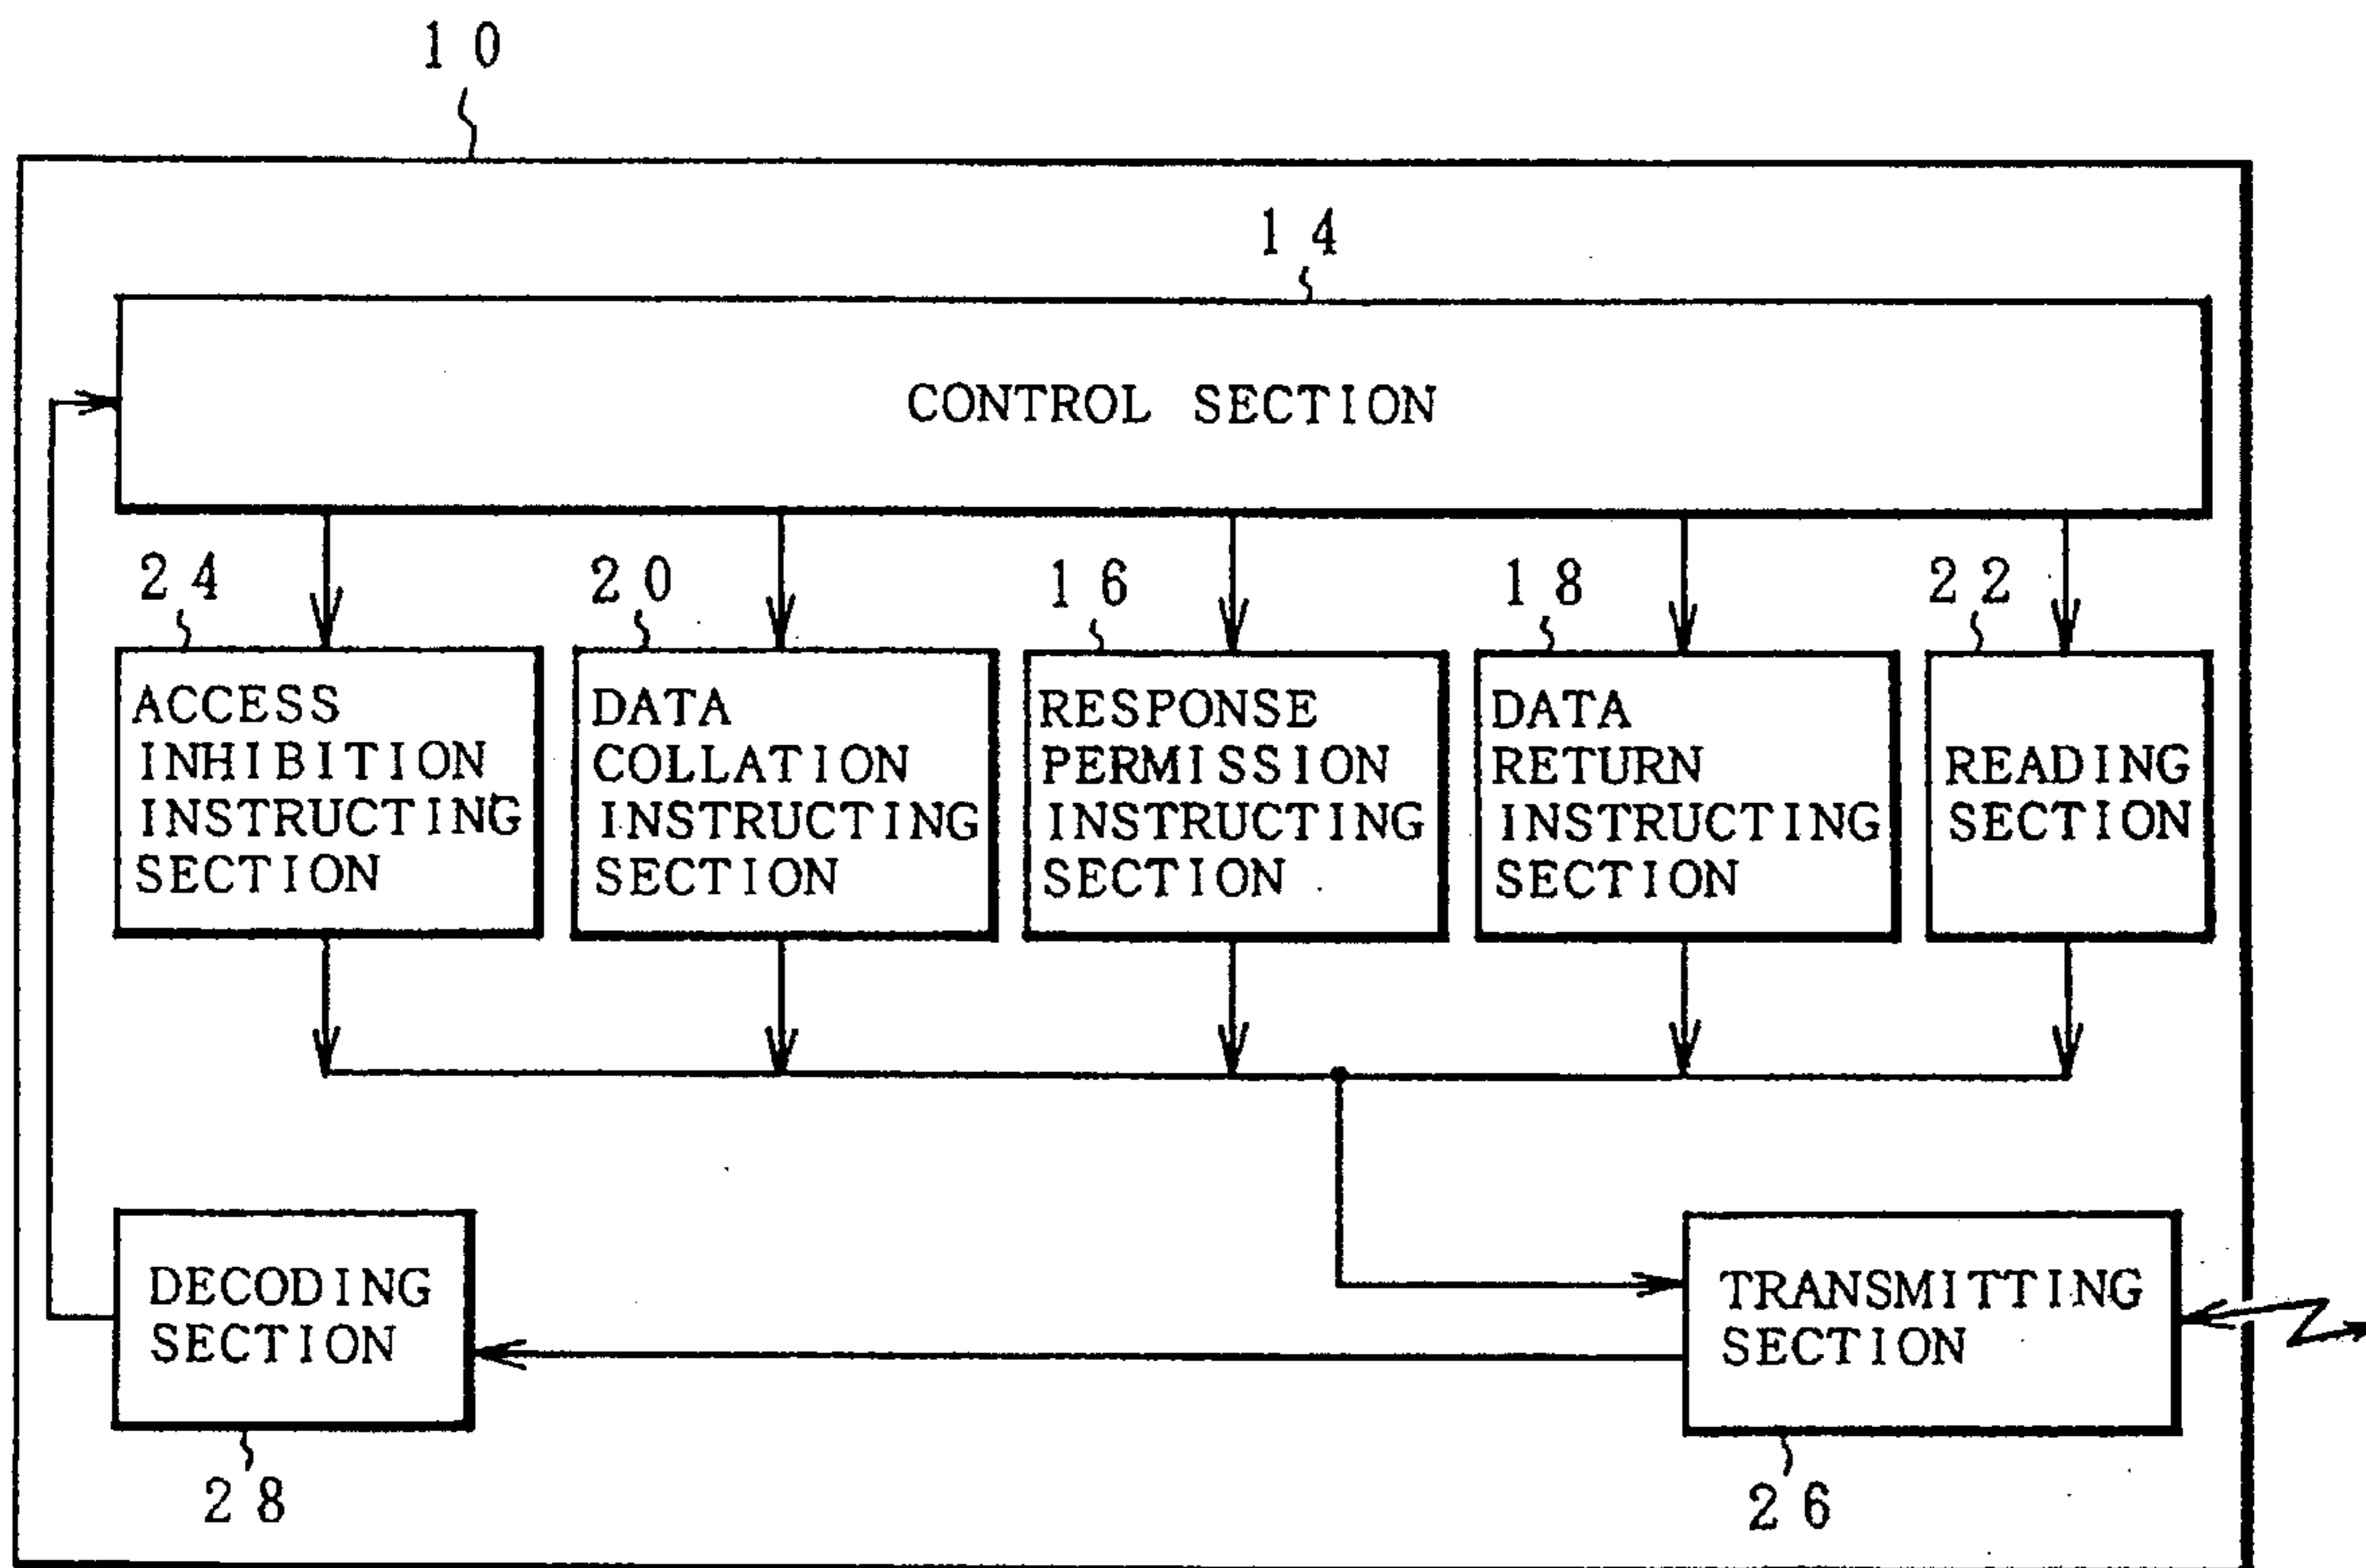 10
14
CONTROL SECTION
24
20
16
18
22
ACCESS
INHIBITION
INSTRUCTING
SECTION
DATA
COLLATION
INSTRUCTING
SECTION
RESPONSE
PERMISSION
INSTRUCTING
SECTION
DATA
RETURN
INSTRUCTING
SECTION
READING
SECTION
DECODING
SECTION
TRANSMITTING
SECTION
28
26